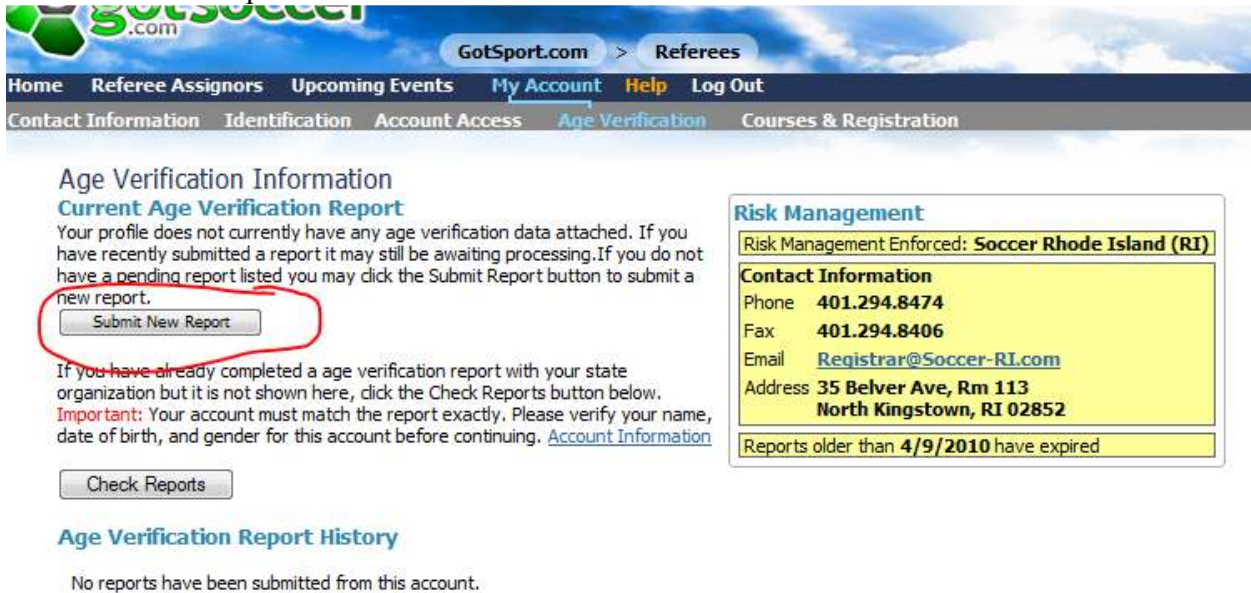 gotsoccer
.com
GotSport.com > Referees
Home Referee Assignors Upcoming Events My Account Help Log Out
Contact Information Identification Account Access Age Verification Courses & Registration
Age Verification Information
Current Age Verification Report
Your profile does not currently have any age verification data attached. If you
have recently submitted a report it may still be awaiting processing.If you do not
have a pending report listed you may click the Submit Report button to submit a
new report.
Submit New Report
If you have already completed a age verification report with your state
organization but it is not shown here, click the Check Reports button below.
Important: Your account must match the report exactly. Please verify your name,
date of birth, and gender for this account before continuing. Account Information
Check Reports
Age Verification Report History
No reports have been submitted from this account.
Risk Management
Risk Management Enforced: Soccer Rhode Island (RI)
Contact Information
Phone 401.294.8474
Fax 401.294.8406
Email Registrar@Soccer-RI.com
Address 35 Belver Ave, Rm 113
North Kingstown, RI 02852
Reports older than 4/9/2010 have expired